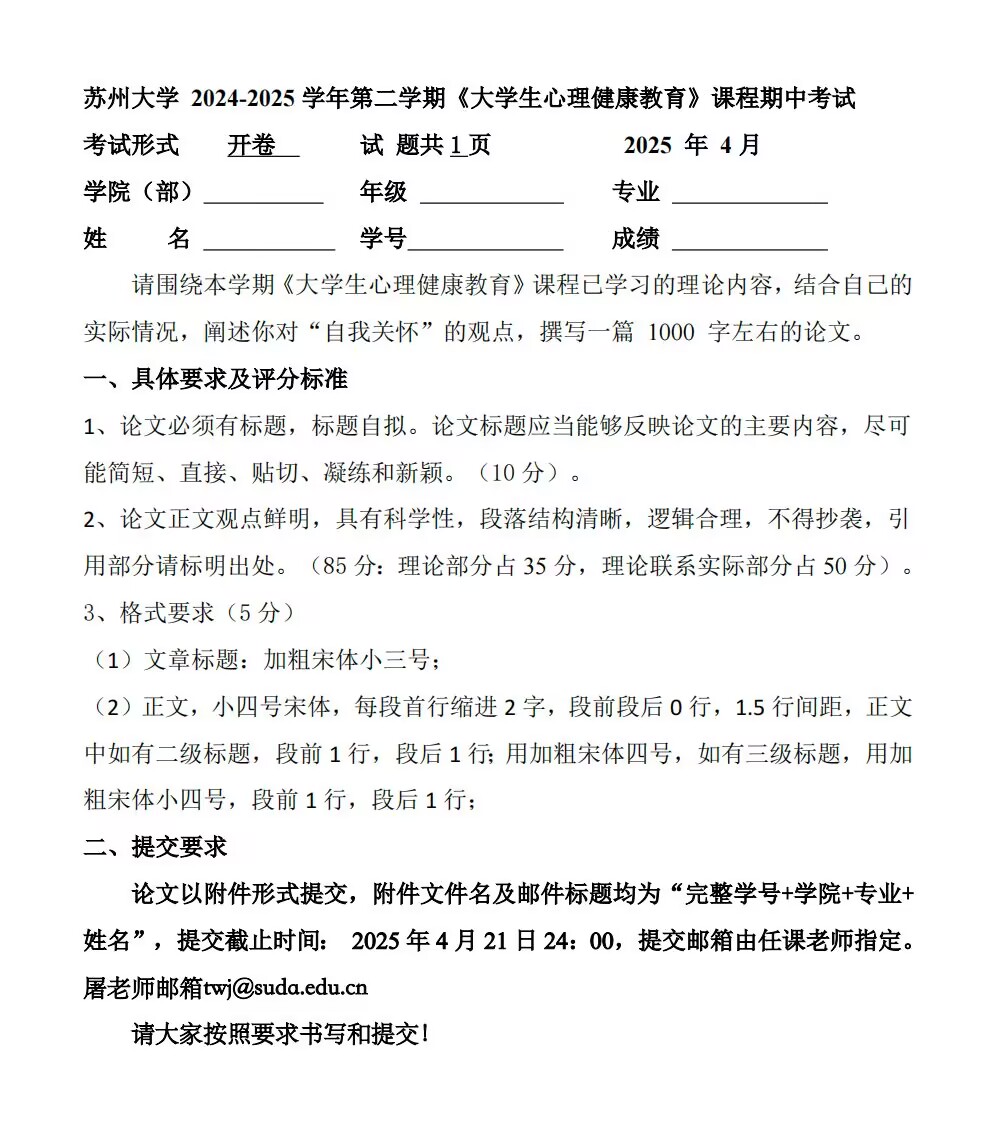 苏州大学 2024-2025 学年第二学期《大学生心理健康教育》课程期中考试
考试形式 开卷 试 题共 1 页 2025 年 4 月
学院（部）__________ 年级 ____________ 专业 _____________
姓 名 ___________ 学号_____________ 成绩 _____________
请围绕本学期《大学生心理健康教育》课程已学习的理论内容，结合自己的
实际情况，阐述你对“自我关怀”的观点，撰写一篇 1000 字左右的论文。
一、具体要求及评分标准
1、论文必须有标题，标题自拟。论文标题应当能够反映论文的主要内容，尽可
能简短、直接、贴切、凝练和新颖。（10 分）。
2、论文正文观点鲜明，具有科学性，段落结构清晰，逻辑合理，不得抄袭，引
用部分请标明出处。（85 分：理论部分占 35 分，理论联系实际部分占 50 分）。
3、格式要求（5 分）
（1）文章标题：加粗宋体小三号；
（2）正文，小四号宋体，每段首行缩进 2 字，段前段后 0 行，1.5 行间距，正文
中如有二级标题，段前 1 行，段后 1 行；用加粗宋体四号，如有三级标题，用加
粗宋体小四号，段前 1 行，段后 1 行；
二、提交要求
论文以附件形式提交，附件文件名及邮件标题均为“完整学号+学院+专业+
姓名”，提交截止时间： 2025 年 4 月 21 日 24：00，提交邮箱由任课老师指定。
屠老师邮箱twj@suda.edu.cn
请大家按照要求书写和提交！